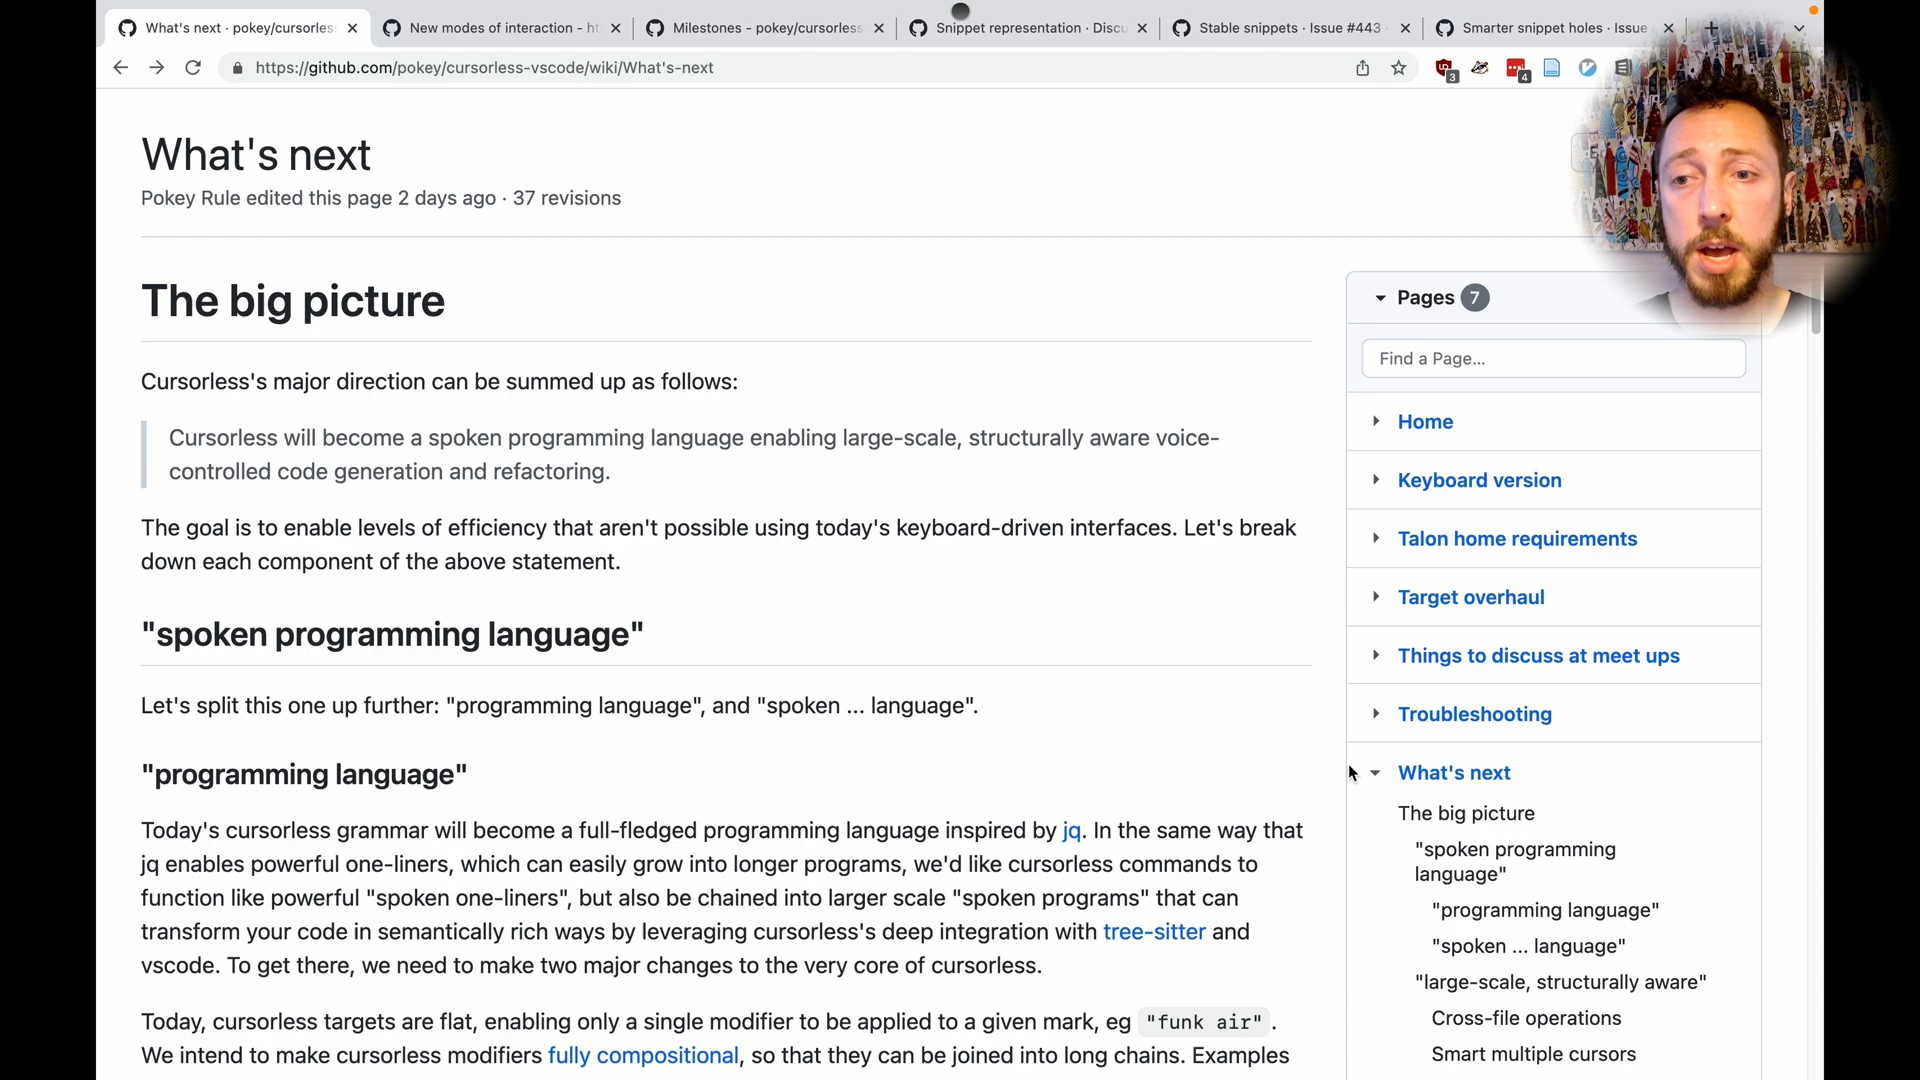 What's next · pokey/cursorless
New modes of interaction - ht
Milestones - pokey/cursorless
Snippet representation · Discu
Stable snippets · Issue #443
Smarter snippet holes · Issue
https://github.com/pokey/cursorless-vscode/wiki/What's-next
3
4
What's next
Pokey Rule edited this page 2 days ago · 37 revisions
The big picture
Cursorless's major direction can be summed up as follows:
Cursorless will become a spoken programming language enabling large-scale, structurally aware voice-
controlled code generation and refactoring.
The goal is to enable levels of efficiency that aren't possible using today's keyboard-driven interfaces. Let's break
down each component of the above statement.
"spoken programming language"
Let's split this one up further: "programming language", and "spoken ... language".
"programming language"
Today's cursorless grammar will become a full-fledged programming language inspired by jq. In the same way that
jq enables powerful one-liners, which can easily grow into longer programs, we'd like cursorless commands to
function like powerful "spoken one-liners", but also be chained into larger scale "spoken programs" that can
transform your code in semantically rich ways by leveraging cursorless's deep integration with tree-sitter and
vscode. To get there, we need to make two major changes to the very core of cursorless.
Today, cursorless targets are flat, enabling only a single modifier to be applied to a given mark, eg "funk air".
We intend to make cursorless modifiers fully compositional, so that they can be joined into long chains. Examples
Pages 7
Find a Page...
Home
Keyboard version
Talon home requirements
Target overhaul
Things to discuss at meet ups
Troubleshooting
What's next
The big picture
"spoken programming
language"
"programming language"
"spoken ... language"
"large-scale, structurally aware"
Cross-file operations
Smart multiple cursors